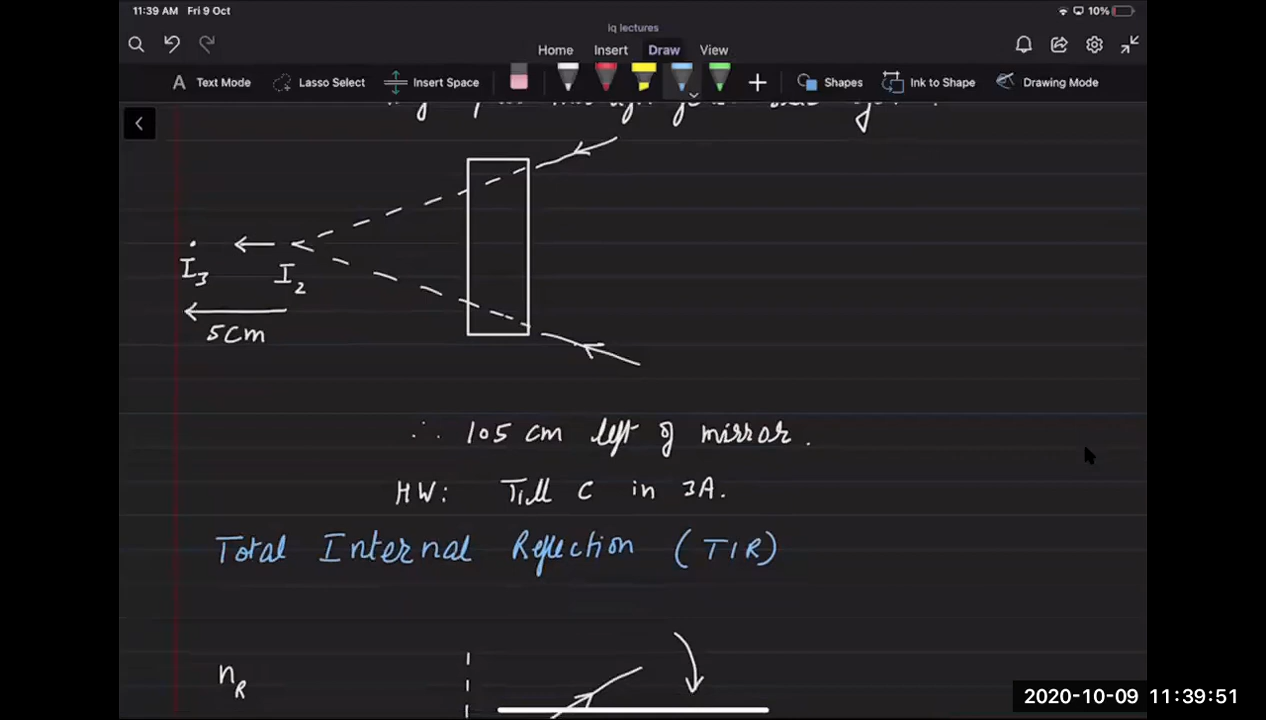 11:39 AM Fri 9 Oct
10%
iq lectures
Home Insert Draw View
Text Mode Lasso Select Insert Space Shapes Ink to Shape Drawing Mode
I3 I2
5cm
∴ 105 cm left of mirror.
HW: Till C in 3A.
Total Internal Reflection (TIR)
nR
2020-10-09 11:39:51